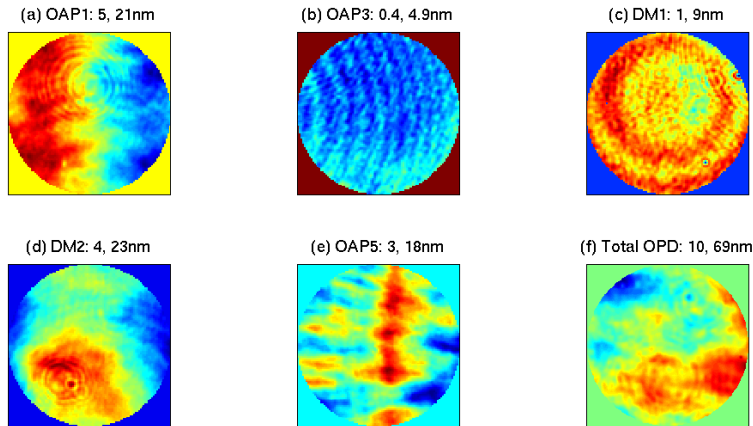 (a) OAP1: 5, 21nm
(b) OAP3: 0.4, 4.9nm
(c) DM1: 1, 9nm
(d) DM2: 4, 23nm
(e) OAP5: 3, 18nm
(f) Total OPD: 10, 69nm